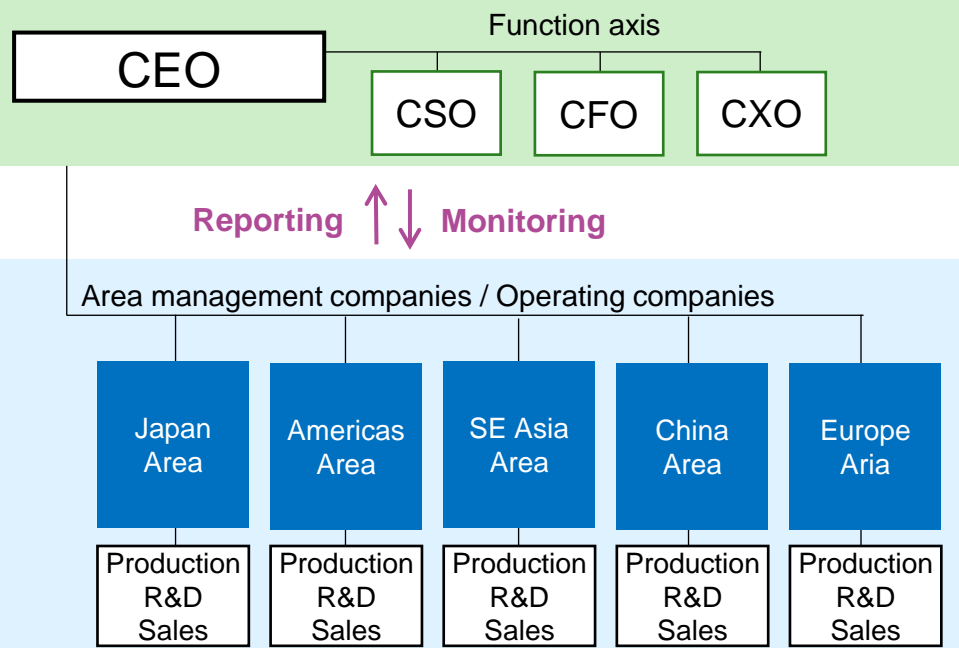 Function axis
CEO
CSO
CFO
CXO
Reporting
Monitoring
Area management companies / Operating companies
Japan
Area
Americas
Area
SE Asia
Area
China
Area
Europe
Aria
Production
R&D
Sales
Production
R&D
Sales
Production
R&D
Sales
Production
R&D
Sales
Production
R&D
Sales